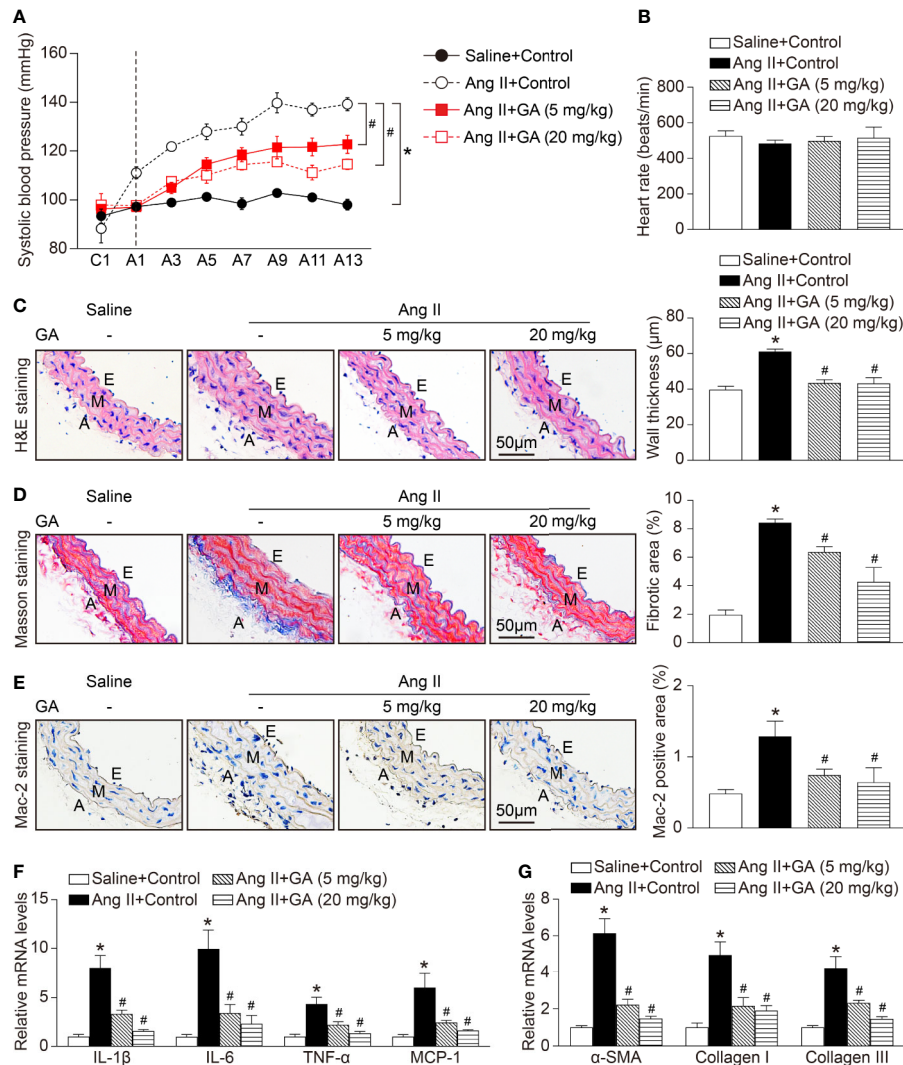 A
Systolic blood pressure (mmHg)
160
140
120
100
80
C1 A1 A3 A5 A7 A9 A11 A13
# # *
Saline+Control
Ang II+Control
Ang II+GA (5 mg/kg)
Ang II+GA (20 mg/kg)
B
Saline+Control
Ang II+Control
Ang II+GA (5 mg/kg)
Ang II+GA (20 mg/kg)
Heart rate (beats/min)
800
600
400
200
0
C
Saline Ang II
GA - - 5 mg/kg 20 mg/kg
H&E staining
E M A
E M A
E M A
E M A
50μm
Saline+Control
Ang II+Control
Ang II+GA (5 mg/kg)
Ang II+GA (20 mg/kg)
Wall thickness (μm)
80
60
40
20
0
* # #
D
Saline Ang II
GA - - 5 mg/kg 20 mg/kg
Masson staining
E M A
E M A
E M A
E M A
50μm
Fibrotic area (%)
10
8
6
4
2
0
* # #
E
Saline Ang II
GA - - 5 mg/kg 20 mg/kg
Mac-2 staining
E M A
E M A
E M A
E M A
50μm
Mac-2 positive area (%)
2
1
0
* # #
F
Saline+Control Ang II+GA (5 mg/kg)
Ang II+Control Ang II+GA (20 mg/kg)
Relative mRNA levels
15
10
5
0
* # # * # # * # # * # #
IL-1β IL-6 TNF-α MCP-1
G
Saline+Control Ang II+GA (5 mg/kg)
Ang II+Control Ang II+GA (20 mg/kg)
Relative mRNA levels
8
6
4
2
0
* # # * # # * # #
α-SMA Collagen I Collagen III